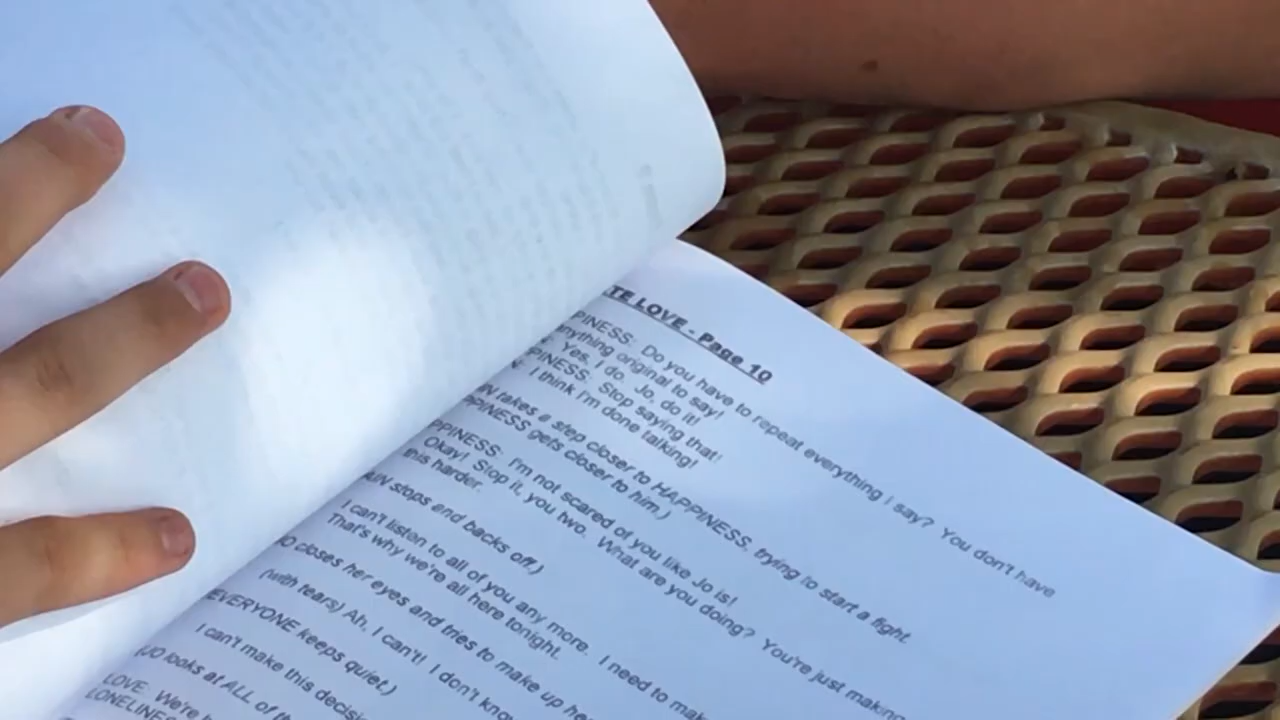 TE LOVE - Page 10
PINESS: Do you have to repeat everything I say? You don't have
anything original to say!
Yes, I do. Jo, do it!
PINESS: Stop saying that!
N: I think I'm done talking!
takes a step closer to HAPPINESS, trying to start a fight.
PPINESS gets closer to him.)
PPINESS: I'm not scared of you like Jo is!
Okay! Stop it, you two. What are you doing? You're just making
this harder.
stops and backs off.)
I can't listen to all of you any more. I need to mak
That's why we're all here tonight.
O closes her eyes and tries to make up he
(with tears) Ah, I can't! I don't kno
EVERYONE keeps quiet.)
I can't make this decisi
(JO looks at ALL of th
LOVE: We're
LONELINES